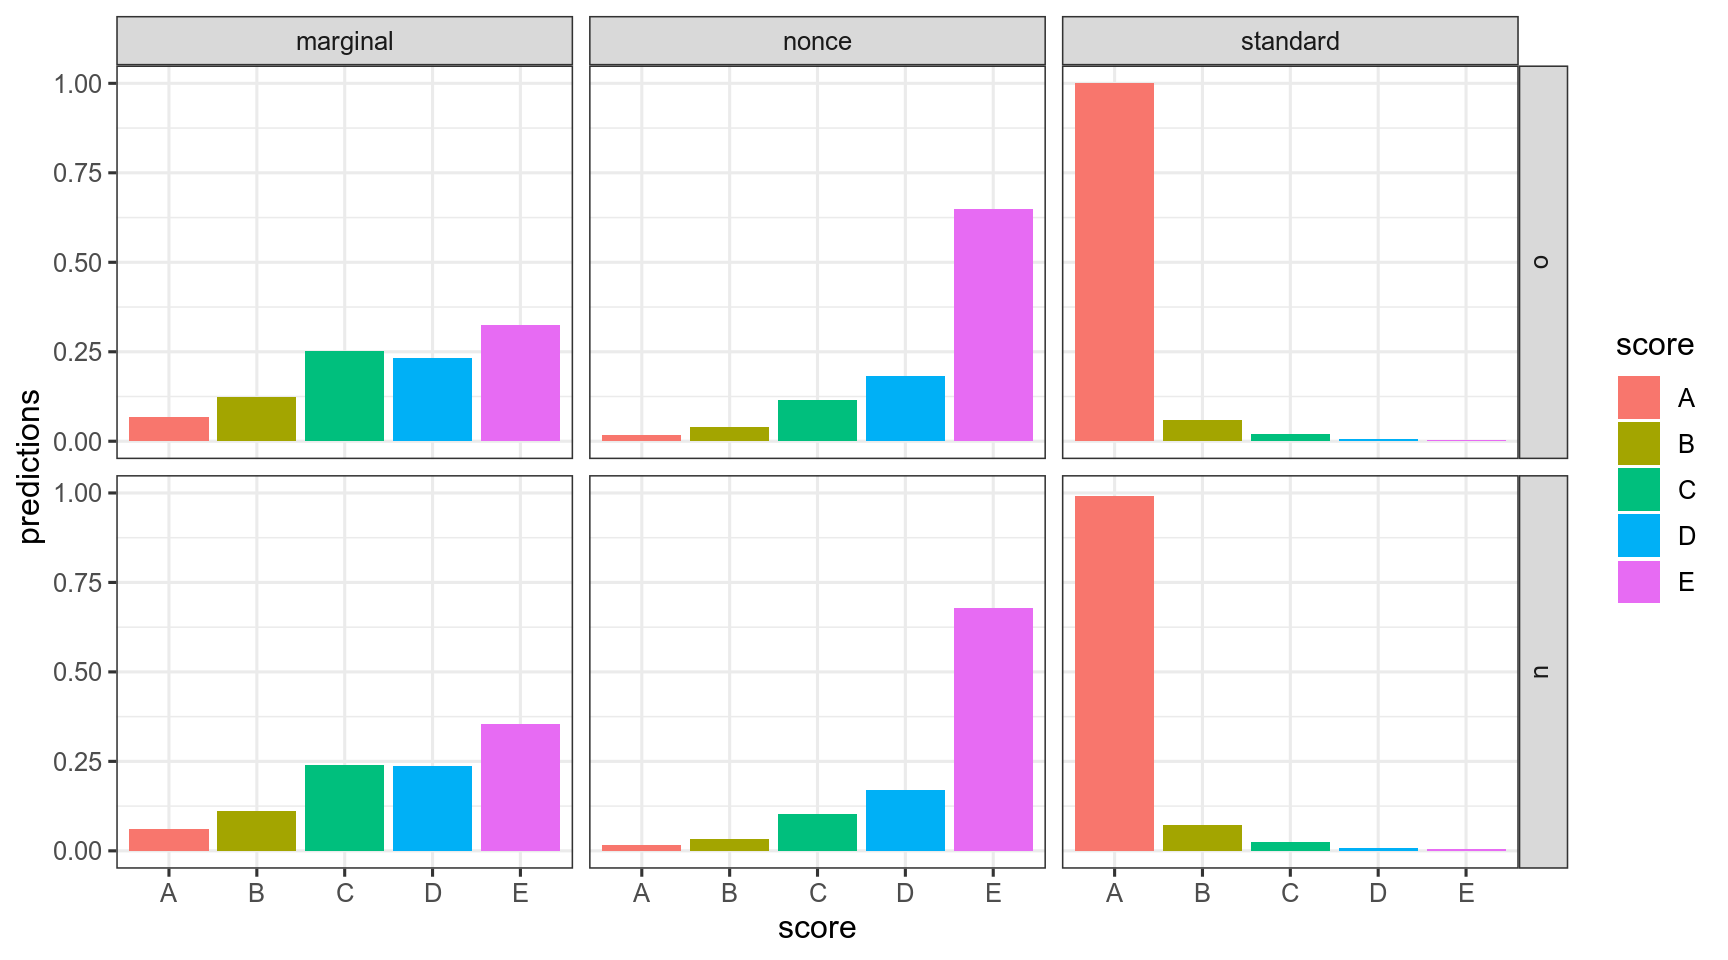 marginal nonce standard
1.00
0.75
0.50
0.25
0.00
o
1.00
0.75
0.50
0.25
0.00
n
A B C D E A B C D E A B C D E
score
predictions
score
A
B
C
D
E